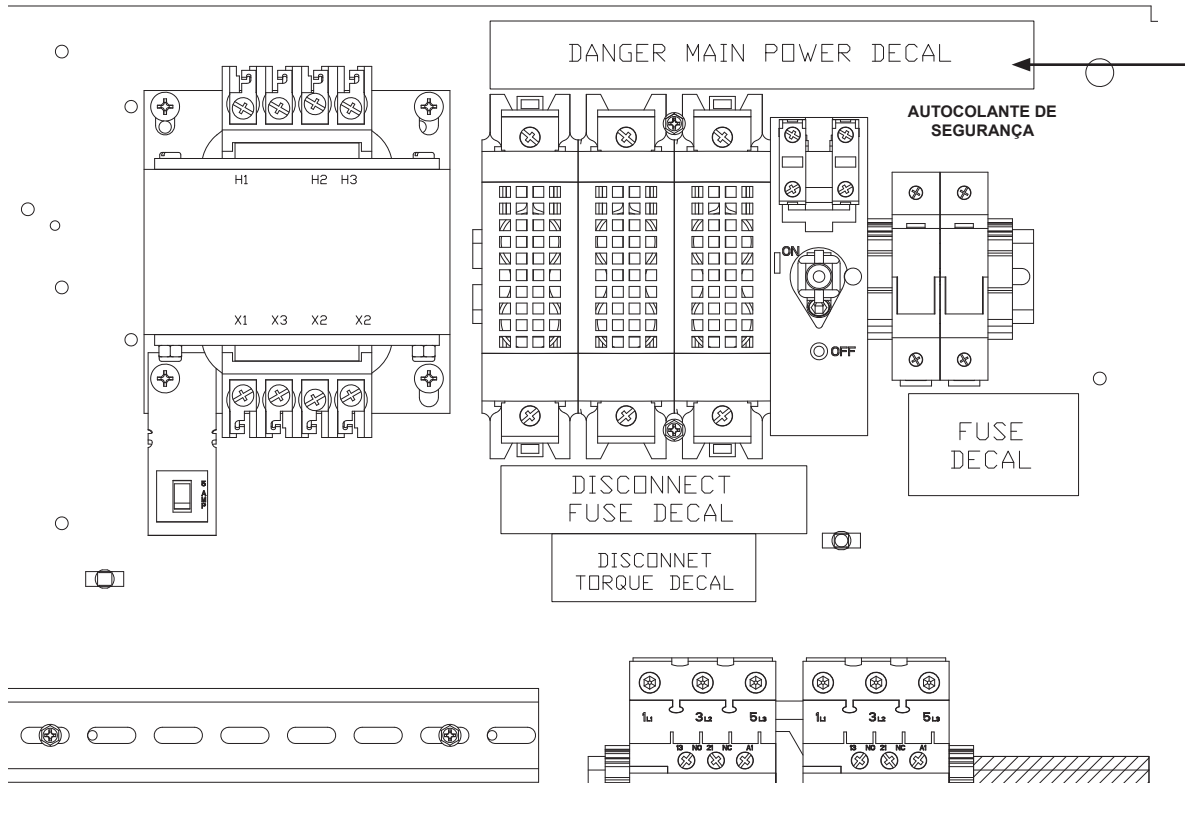 DANGER MAIN POWER DECAL
AUTOCOLANTE DE
SEGURANÇA
H1 H2 H3
ON
X1 X3 X2 X2
OFF
FUSE
DECAL
5 AMP
DISCONNECT
FUSE DECAL
DISCONNET
TORQUE DECAL
1L1 3L2 5L3
13 NO 21 NC A1
1L1 3L2 5L3
13 NO 21 NC A1